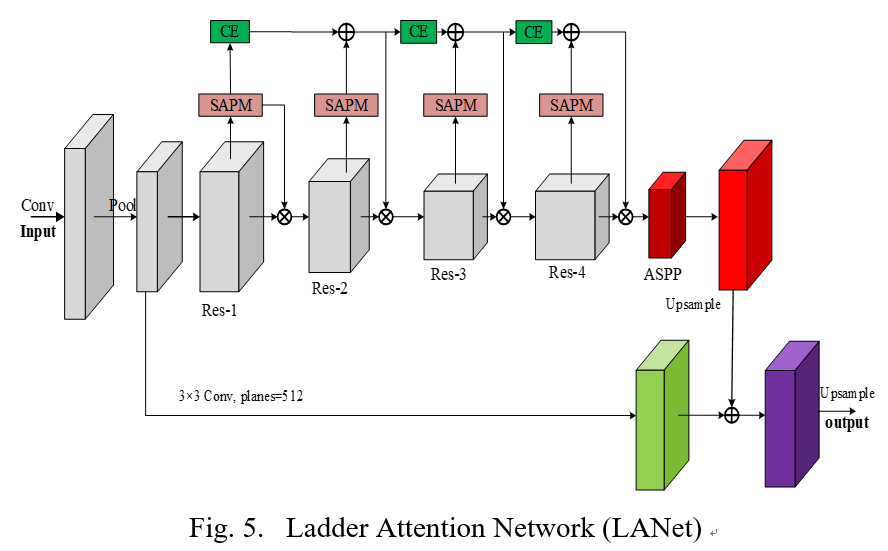 CE
CE
CE
SAPM
SAPM
SAPM
SAPM
Conv
Pool
Input
Res-1
Res-2
Res-3
Res-4
ASPP
Upsample
3×3 Conv, planes=512
Upsample
output
Fig. 5. Ladder Attention Network (LANet)